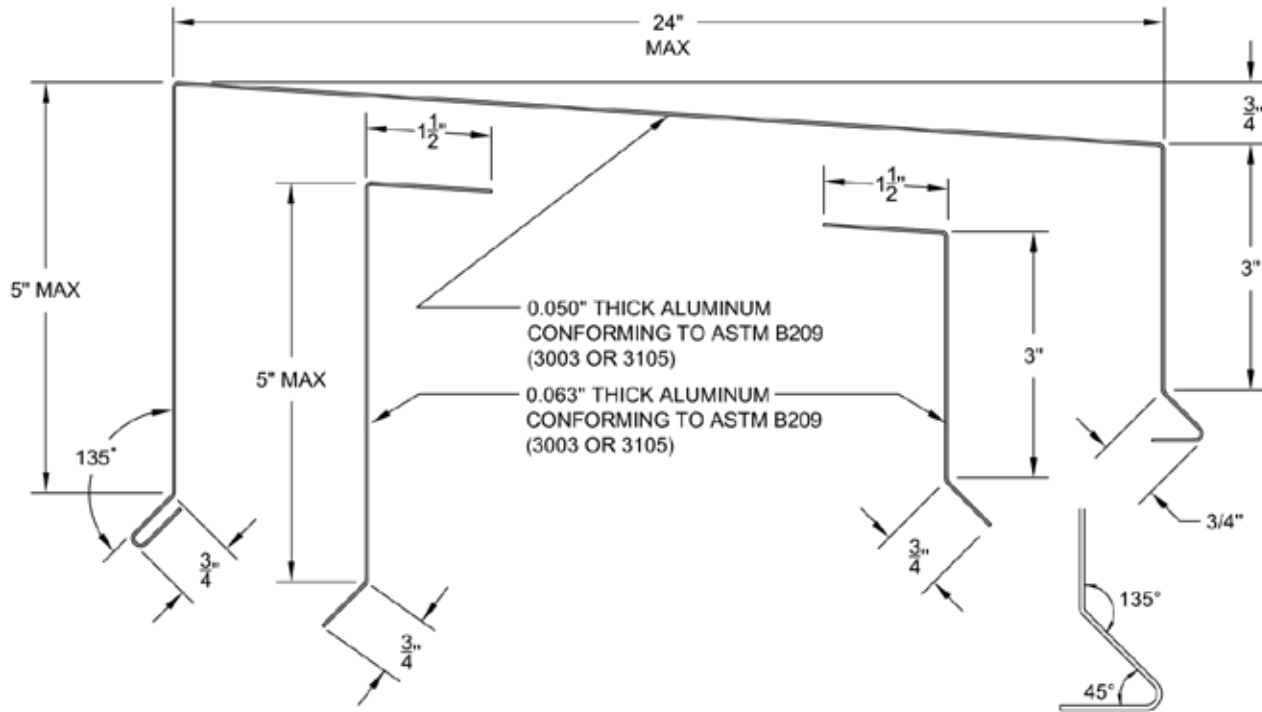 24"
MAX
3/4"
1 1/2"
1 1/2"
5" MAX
3"
0.050" THICK ALUMINUM
CONFORMING TO ASTM B209
(3003 OR 3105)
3"
5" MAX
0.063" THICK ALUMINUM
CONFORMING TO ASTM B209
(3003 OR 3105)
135°
3/4"
3/4"
3/4"
3/4"
135°
45°